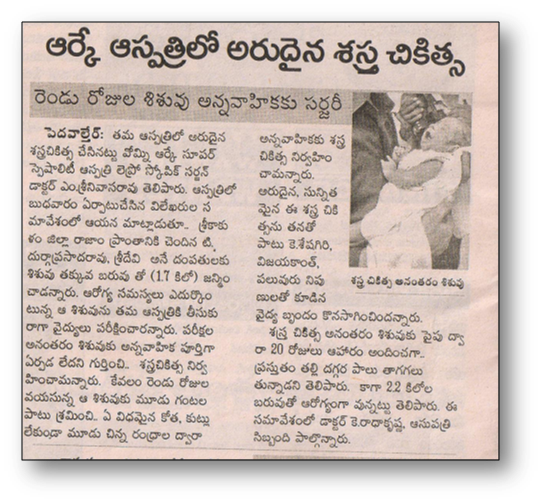 ఆర్కే ఆస్పత్రిలో అరుదైన శస్త్ర చికిత్స
రెండు రోజుల శిశువు అన్నవాహికకు సర్జరీ
పెదవాల్తేర్: తమ ఆస్పత్రిలో అరుదైన
శస్త్రచికిత్స చేసినట్టు వోమ్ని ఆర్కే సూపర్
స్పెషాలిటీ ఆస్పత్రి లెప్రో స్కోపిక్ సర్జన్
డాక్టర్ ఎం.శ్రీనివాసరావు తెలిపారు. ఆస్పత్రిలో
బుధవారం ఏర్పాటుచేసిన విలేఖరుల స
మావేశంలో ఆయన మాట్లాడుతూ.. శ్రీకాకు
ళం జిల్లా రాజాం ప్రాంతానికి చెందిన టి.
దుర్గాప్రసాదరావు, శ్రీదేవి అనే దంపతులకు
శిశువు తక్కువ బరువు తో (1.7 కిలో) జన్మిం
చాడన్నారు. ఆరోగ్య సమస్యలు ఎదుర్కొం
టున్న ఆ శిశువును తమ ఆస్పత్రికి తీసుకు
రాగా వైద్యులు పరీక్షించారన్నారు. పరీక్షల
అనంతరం శిశువుకు అన్నవాహిక పూర్తిగా
ఏర్పడ లేదని గుర్తించి.. శస్త్రచికిత్స నిర్వ
హించామన్నారు. కేవలం రెండు రోజుల
వయసున్న ఆ శిశువుకు మూడు గంటల
పాటు శ్రమించి.. ఏ విధమైన కోత, కుట్లు
లేకుండా మూడు చిన్న రంధ్రాల ద్వారా
అన్నవాహికకు శస్త్ర
చికిత్స నిర్వహిం
చామన్నారు.
అరుదైన, సున్నిత
మైన ఈ శస్త్ర చికి
త్సను తనతో
పాటు కె.శేషగిరి,
విజయకాంత్,
పలువురు నిపు
ణులతో కూడిన
వైద్య బృందం కొనసాగించిందన్నారు.
శస్త్ర చికిత్స అనంతరం శిశువుకు పైపు ద్వా
రా 20 రోజులు ఆహారం అందించగా..
ప్రస్తుతం తల్లి దగ్గర పాలు తాగగలు
తున్నాడని తెలిపారు. కాగా 2.2 కిలోల
బరువుతో ఆరోగ్యంగా వున్నట్టు తెలిపారు. ఈ
సమావేశంలో డాక్టర్ కె.రాధాకృష్ణ, ఆసుపత్రి
సిబ్బంది పాల్గొన్నారు.
శస్త్ర చికిత్స అనంతరం శిశువు